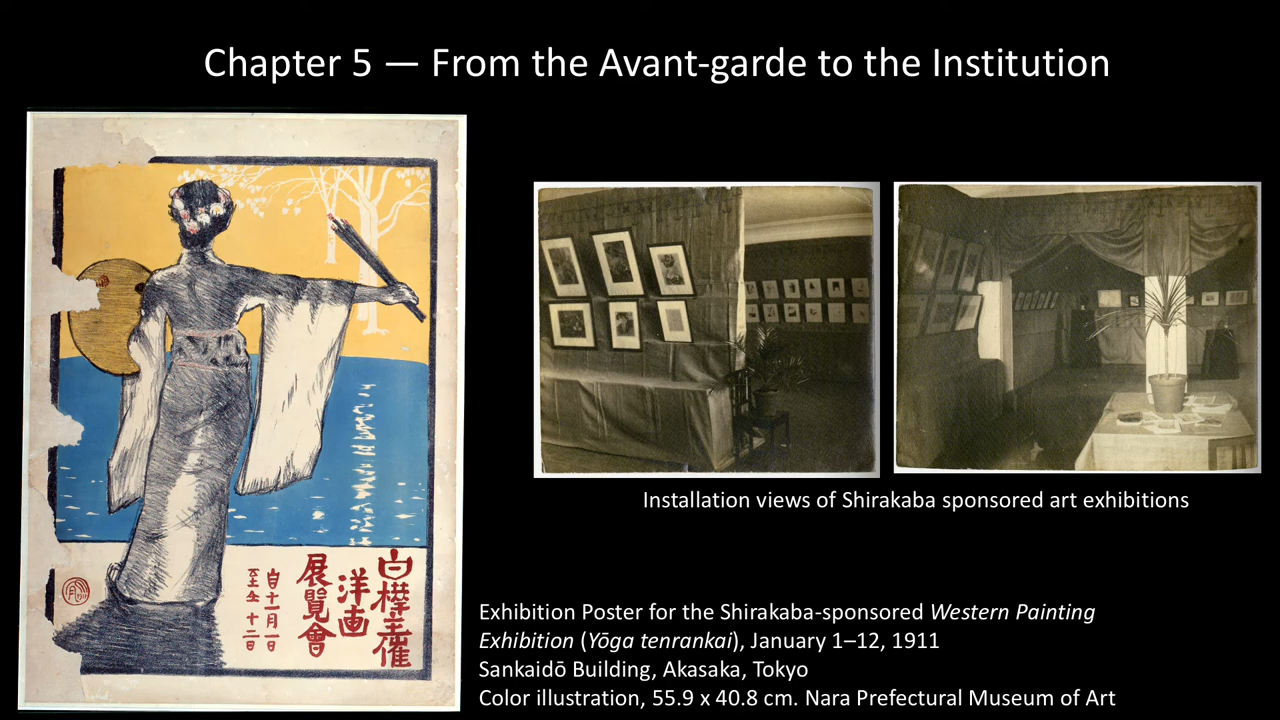 Chapter 5 — From the Avant-garde to the Institution
白樺主催
洋画
展覧會
自十一月一日
至仝十二日
Installation views of Shirakaba sponsored art exhibitions
Exhibition Poster for the Shirakaba-sponsored Western Painting
Exhibition (Yōga tenrankai), January 1–12, 1911
Sankaidō Building, Akasaka, Tokyo
Color illustration, 55.9 x 40.8 cm. Nara Prefectural Museum of Art